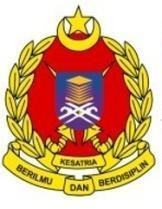 KESATRIA
BERILMU DAN BERDISIPLIN